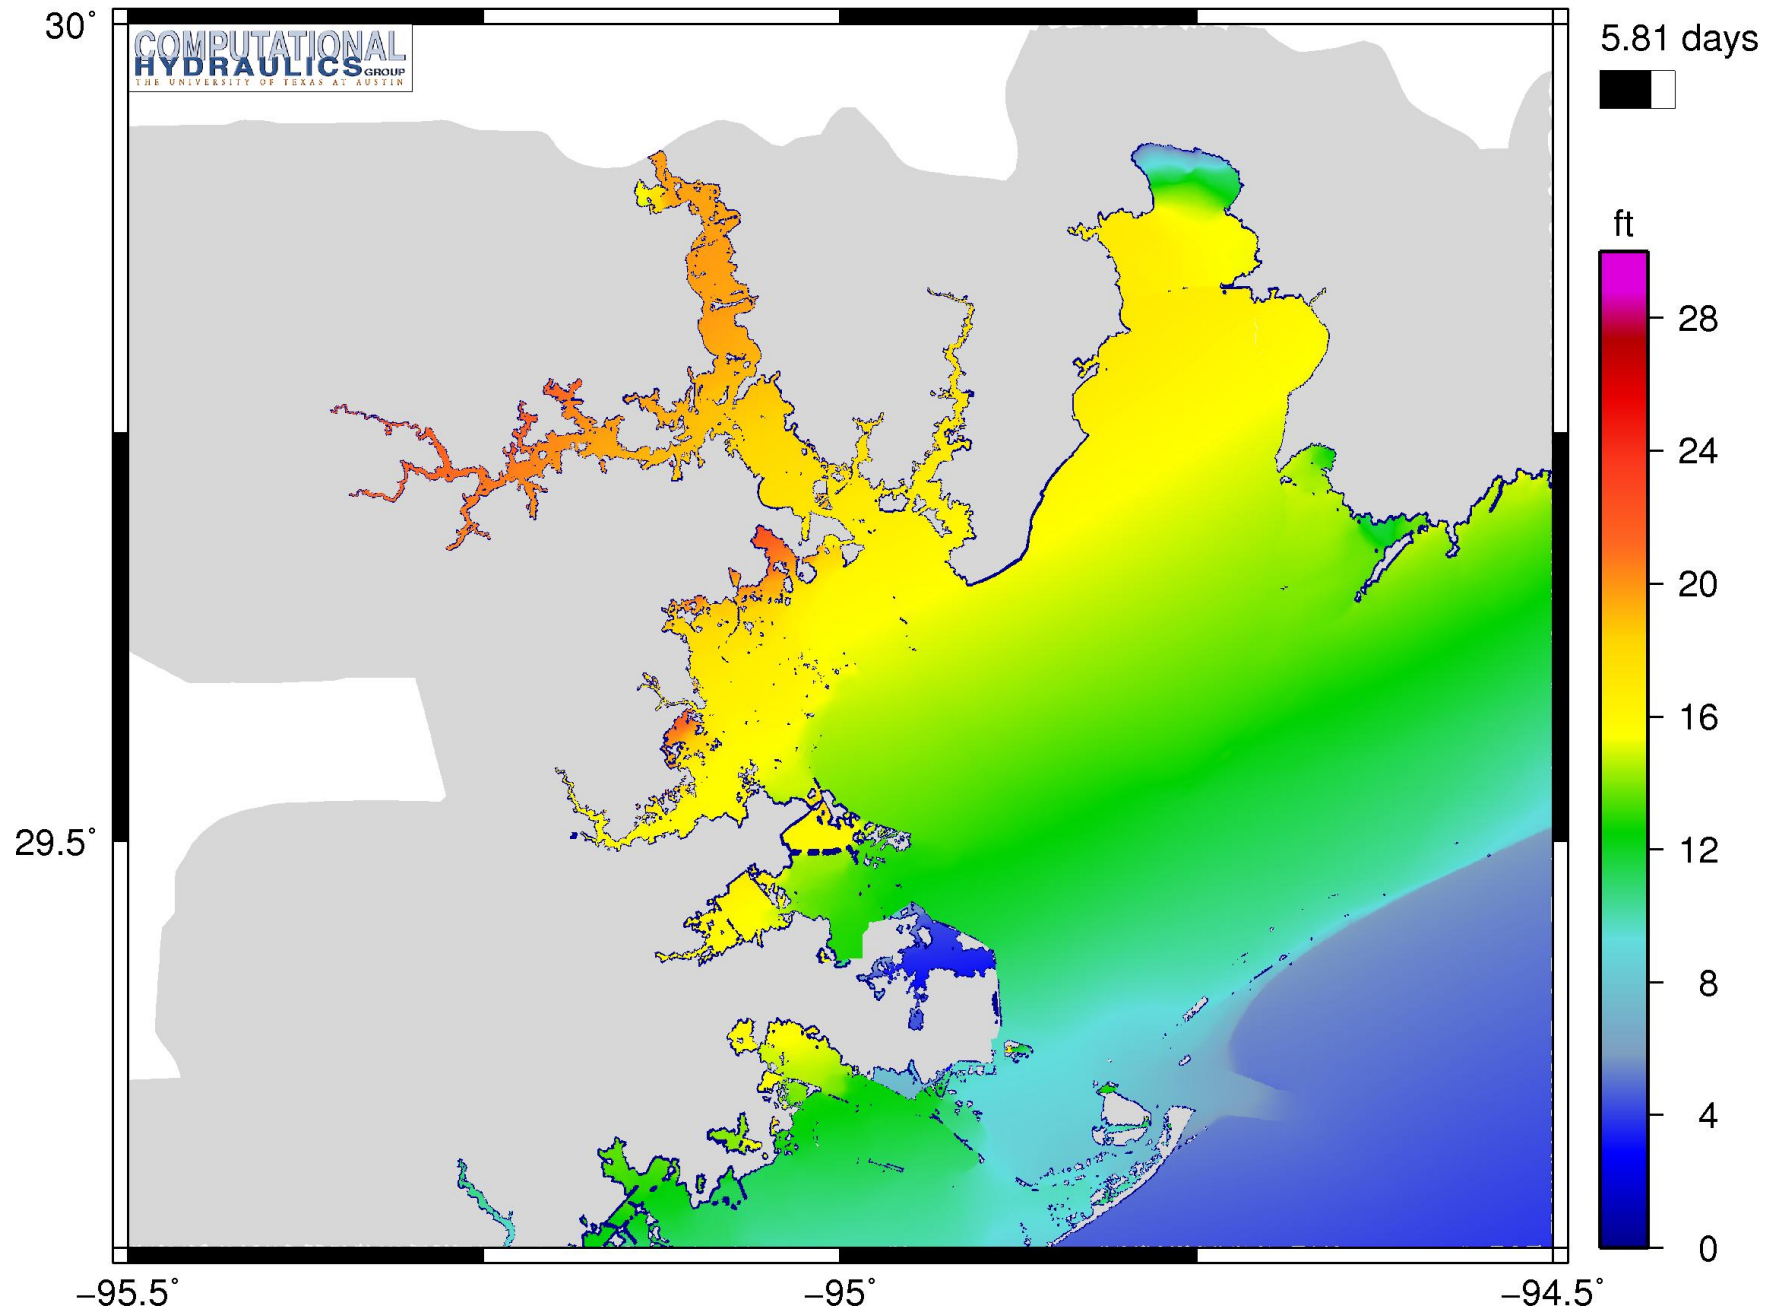 30°
COMPUTATIONAL
HYDRAULICS GROUP
THE UNIVERSITY OF TEXAS AT AUSTIN
5.81 days
ft
28
24
20
16
12
8
4
0
29.5°
−95.5°
−95°
−94.5°